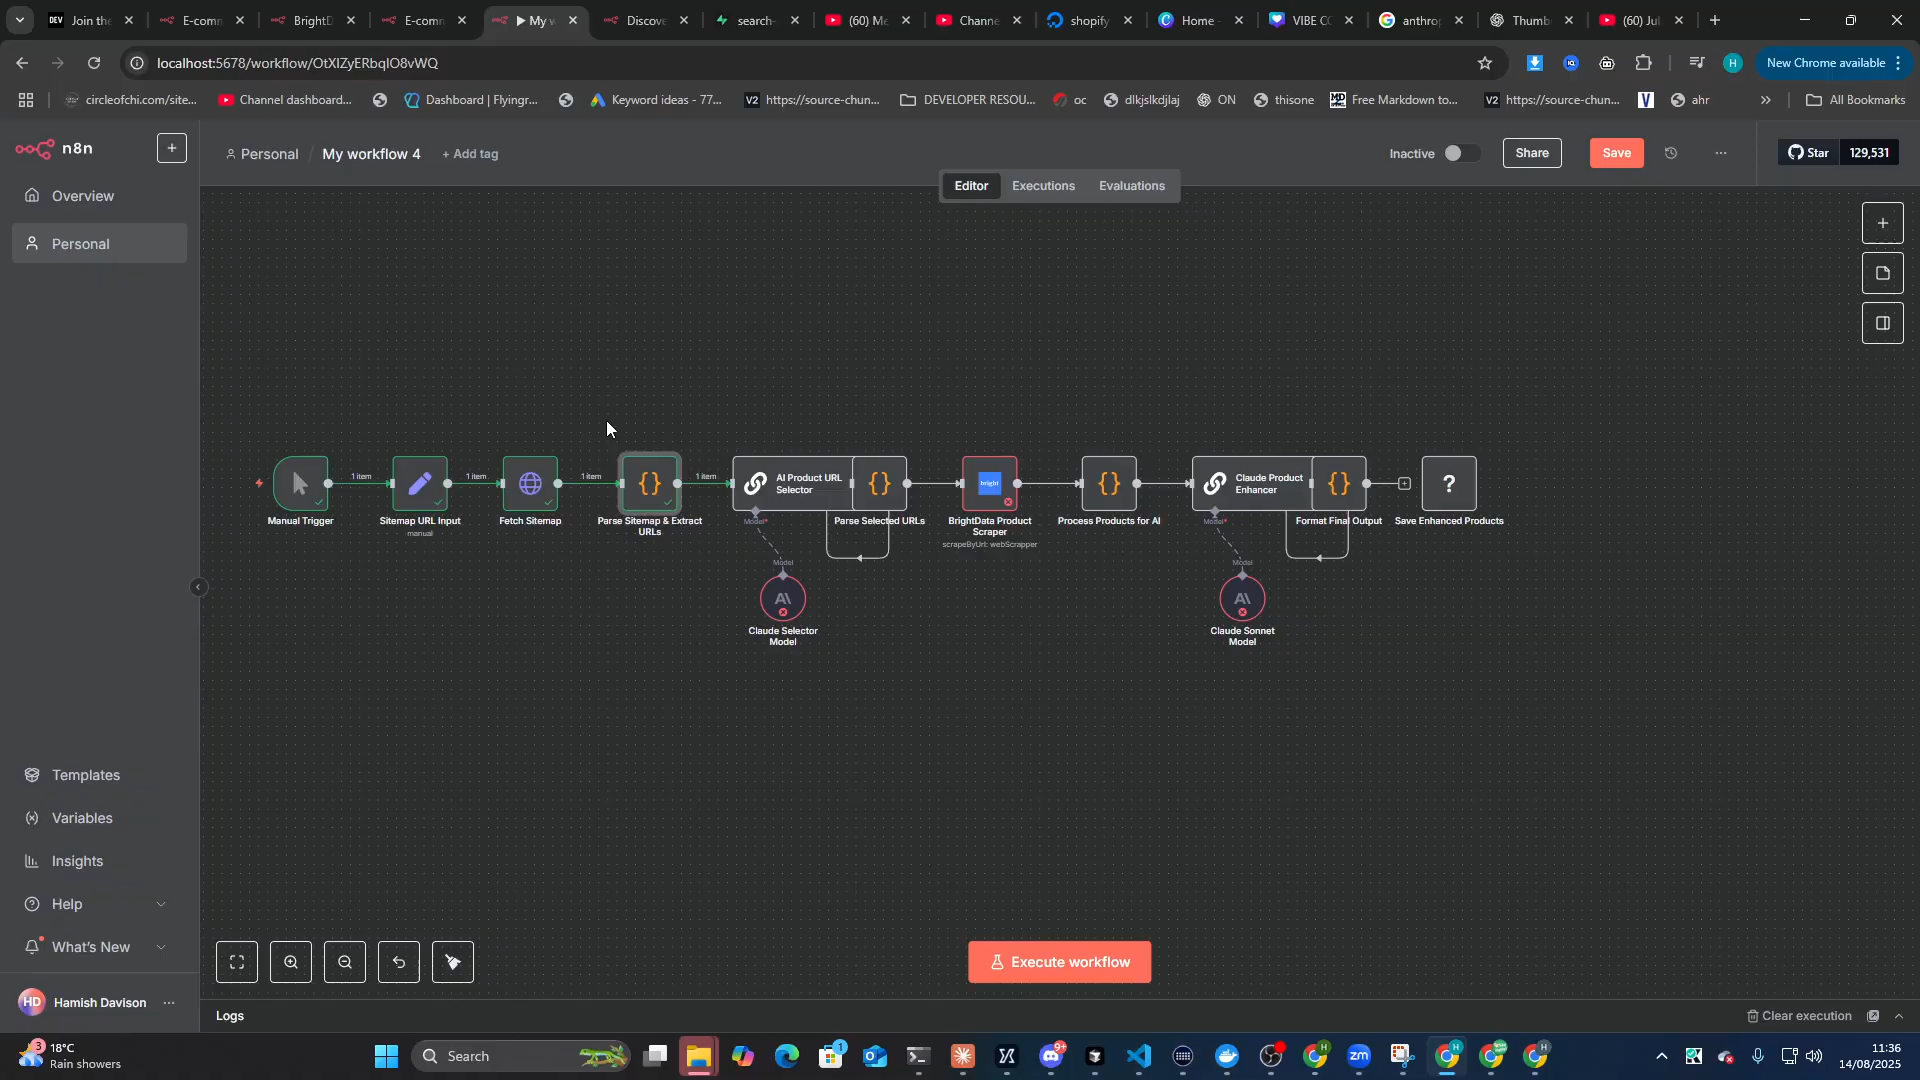 Join the
E-comn
BrightD
E-comn
▶ My v
Discove
search-
(60) Me
Channe
shopify
Home -
VIBE CO
anthrop
Thumb
(60) Jul
localhost:5678/workflow/OtXIZyERbqlO8vWQ
New Chrome available
circleofchi.com/site...
Channel dashboard...
Dashboard | Flyingr...
Keyword ideas - 77...
https://source-chun...
DEVELOPER RESOU...
oc
dlkjslkdjlaj
ON
thisone
Free Markdown to...
https://source-chun...
ahr
All Bookmarks
n8n
Personal / My workflow 4 + Add tag
Inactive
Share
Save
Star 129,531
Editor Executions Evaluations
Overview
Personal
Templates
Variables
Insights
Help
What's New
HD Hamish Davison
1 item
1 item
1 item
1 item
Manual Trigger
Sitemap URL Input
manual
Fetch Sitemap
Parse Sitemap & Extract
URLs
AI Product URL
Selector
Model*
Model
Claude Selector
Model
Parse Selected URLs
bright
BrightData Product
Scraper
scrapeByUrl: webScrapper
Process Products for AI
Claude Product
Enhancer
Model*
Model
Claude Sonnet
Model
Format Final Output
?
Save Enhanced Products
Execute workflow
Logs
Clear execution
18°C
Rain showers
Search
11:36
14/08/2025